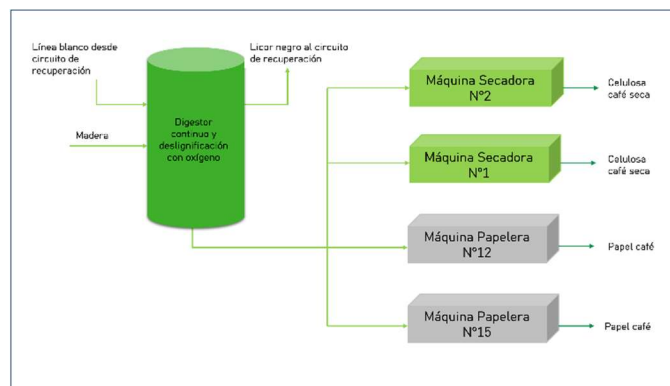 Línea blanco desde
circuito de
recuperación
Licor negro al circuito
de recuperación
Madera
Digestor
continuo y
deslignificación
con oxígeno
Máquina Secadora
N°2
Celulosa
café seca
Máquina Secadora
N°1
Celulosa
café seca
Máquina Papelera
N°12
Papel café
Máquina Papelera
N°15
Papel café